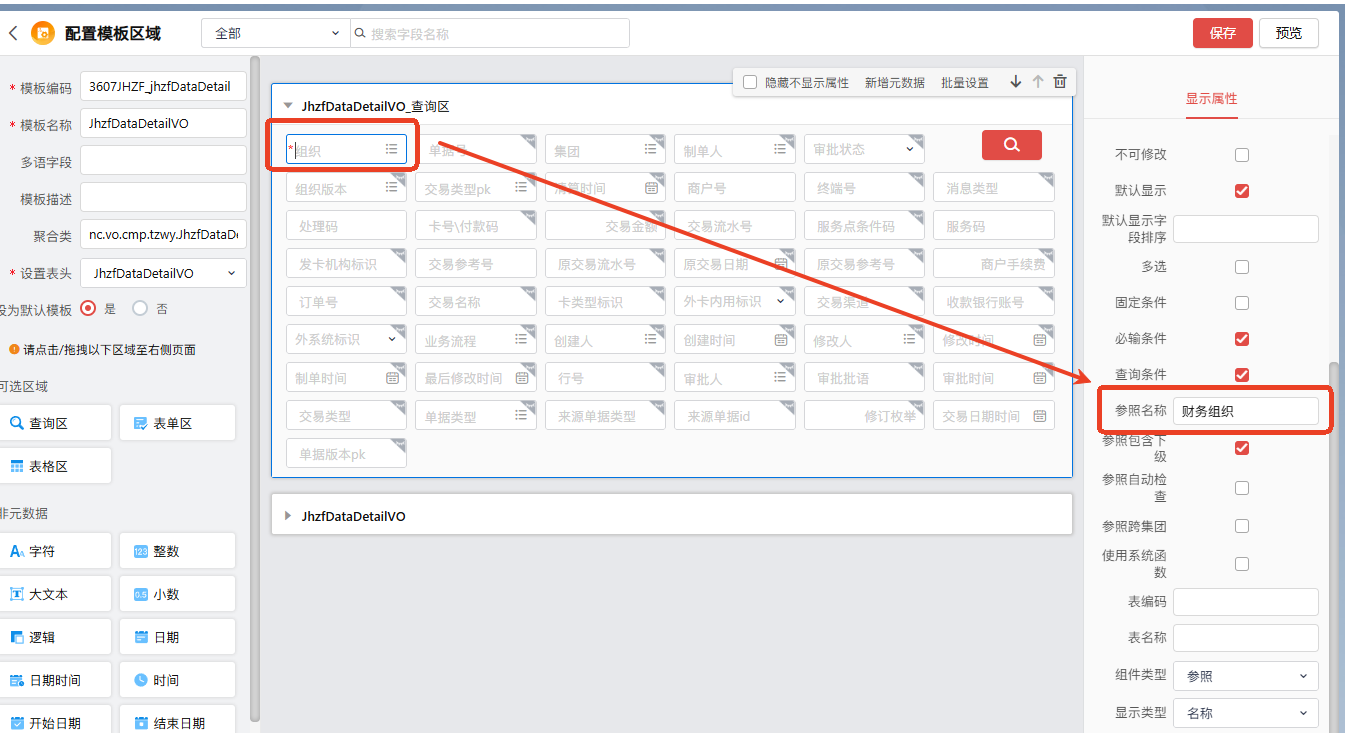 配置模板区域
全部
搜索字段名称
保存
预览
* 模板编码 3607JHZF_jhzfDataDetail
* 模板名称 JhzfDataDetailVO
多语字段
模板描述
聚合类 nc.vo.cmp.tzwy.JhzfDataD
* 设置表头 JhzfDataDetailVO
设为默认模板 是 否
请点击/拖拽以下区域至右侧页面
可选区域
查询区 表单区
表格区
非元数据
字符 整数
大文本 小数
逻辑 日期
日期时间 时间
开始日期 结束日期
隐藏不显示属性 新增元数据 批量设置
JhzfDataDetailVO_查询区
*组织 单据号 集团 制单人 审批状态
组织版本 交易类型pk 清算时间 商户号 终端号 消息类型
处理码 卡号\付款码 交易金额 交易流水号 服务点条件码 服务码
发卡机构标识 交易参考号 原交易流水号 原交易日期 原交易参考号 商户手续费
订单号 交易名称 卡类型标识 外卡内用标识 交易渠道 收款银行账号
外系统标识 业务流程 创建人 创建时间 修改人 修改时间
制单时间 最后修改时间 行号 审批人 审批批语 审批时间
交易类型 单据类型 来源单据类型 来源单据id 修订枚举 交易日期时间
单据版本pk
JhzfDataDetailVO
显示属性
不可修改
默认显示
默认显示字
段排序
多选
固定条件
必输条件
查询条件
参照名称 财务组织
参照包含下
级
参照自动检
查
参照跨集团
使用系统函
数
表编码
表名称
组件类型 参照
显示类型 名称